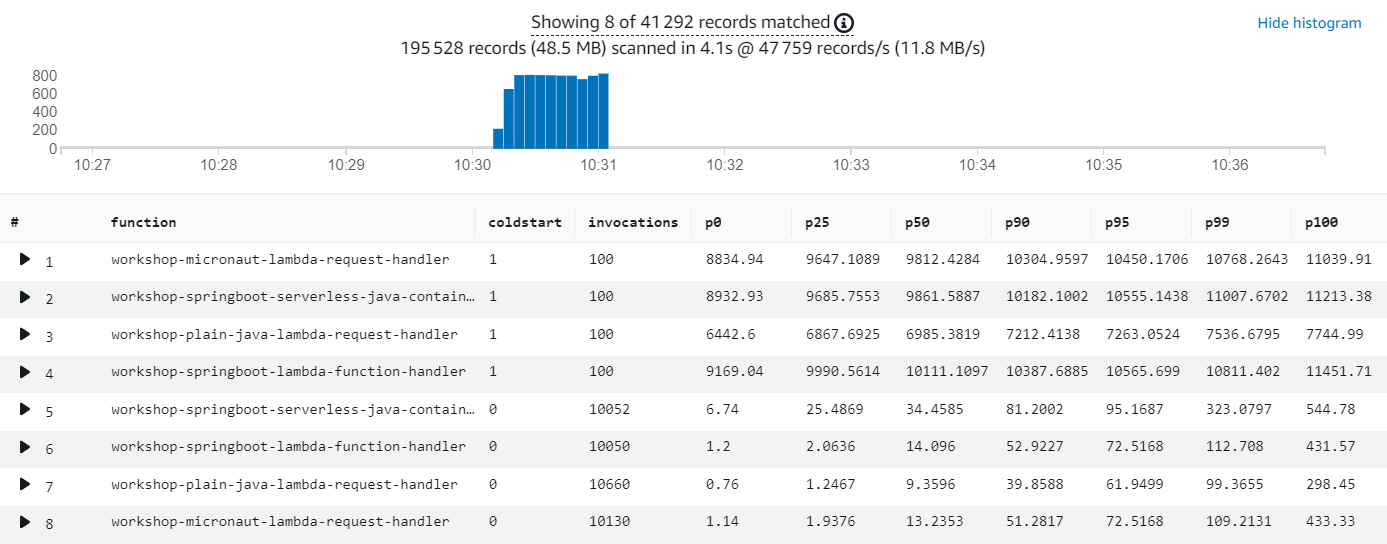 Showing 8 of 41 292 records matched
Hide histogram
195 528 records (48.5 MB) scanned in 4.1s @ 47 759 records/s (11.8 MB/s)
800
600
400
200
0
10:27 10:28 10:29 10:30 10:31 10:32 10:33 10:34 10:35 10:36
# function coldstart invocations p0 p25 p50 p90 p95 p99 p100
1 workshop-micronaut-lambda-request-handler 1 100 8834.94 9647.1089 9812.4284 10304.9597 10450.1706 10768.2643 11039.91
2 workshop-springboot-serverless-java-contain… 1 100 8932.93 9685.7553 9861.5887 10182.1002 10555.1438 11007.6702 11213.38
3 workshop-plain-java-lambda-request-handler 1 100 6442.6 6867.6925 6985.3819 7212.4138 7263.0524 7536.6795 7744.99
4 workshop-springboot-lambda-function-handler 1 100 9169.04 9990.5614 10111.1097 10387.6885 10565.699 10811.402 11451.71
5 workshop-springboot-serverless-java-contain… 0 10052 6.74 25.4869 34.4585 81.2002 95.1687 323.0797 544.78
6 workshop-springboot-lambda-function-handler 0 10050 1.2 2.0636 14.096 52.9227 72.5168 112.708 431.57
7 workshop-plain-java-lambda-request-handler 0 10660 0.76 1.2467 9.3596 39.8588 61.9499 99.3655 298.45
8 workshop-micronaut-lambda-request-handler 0 10130 1.14 1.9376 13.2353 51.2817 72.5168 109.2131 433.33